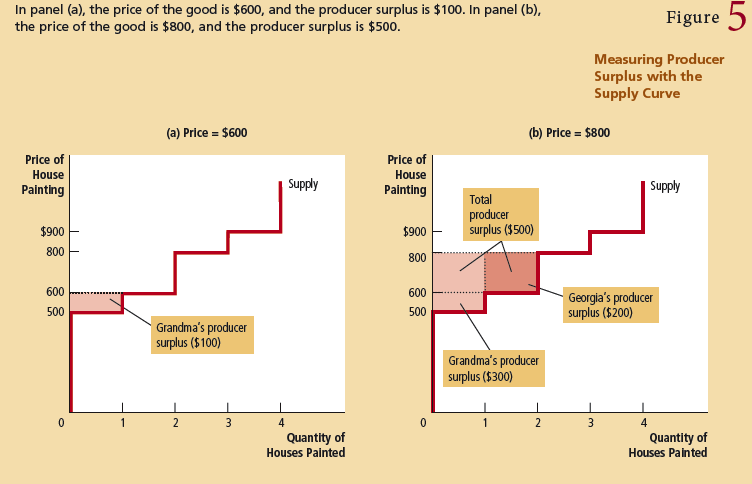 In panel (a), the price of the good is $600, and the producer surplus is $100. In panel (b),
the price of the good is $800, and the producer surplus is $500.
Figure 5
Measuring Producer
Surplus with the
Supply Curve
(a) Price = $600
Price of
House
Painting
Supply
$900
800
600
500
Grandma's producer
surplus ($100)
0
1
2
3
4
Quantity of
Houses Painted
(b) Price = $800
Price of
House
Painting
Supply
Total
producer
surplus ($500)
$900
800
600
500
Georgia's producer
surplus ($200)
Grandma's producer
surplus ($300)
0
1
2
3
4
Quantity of
Houses Painted